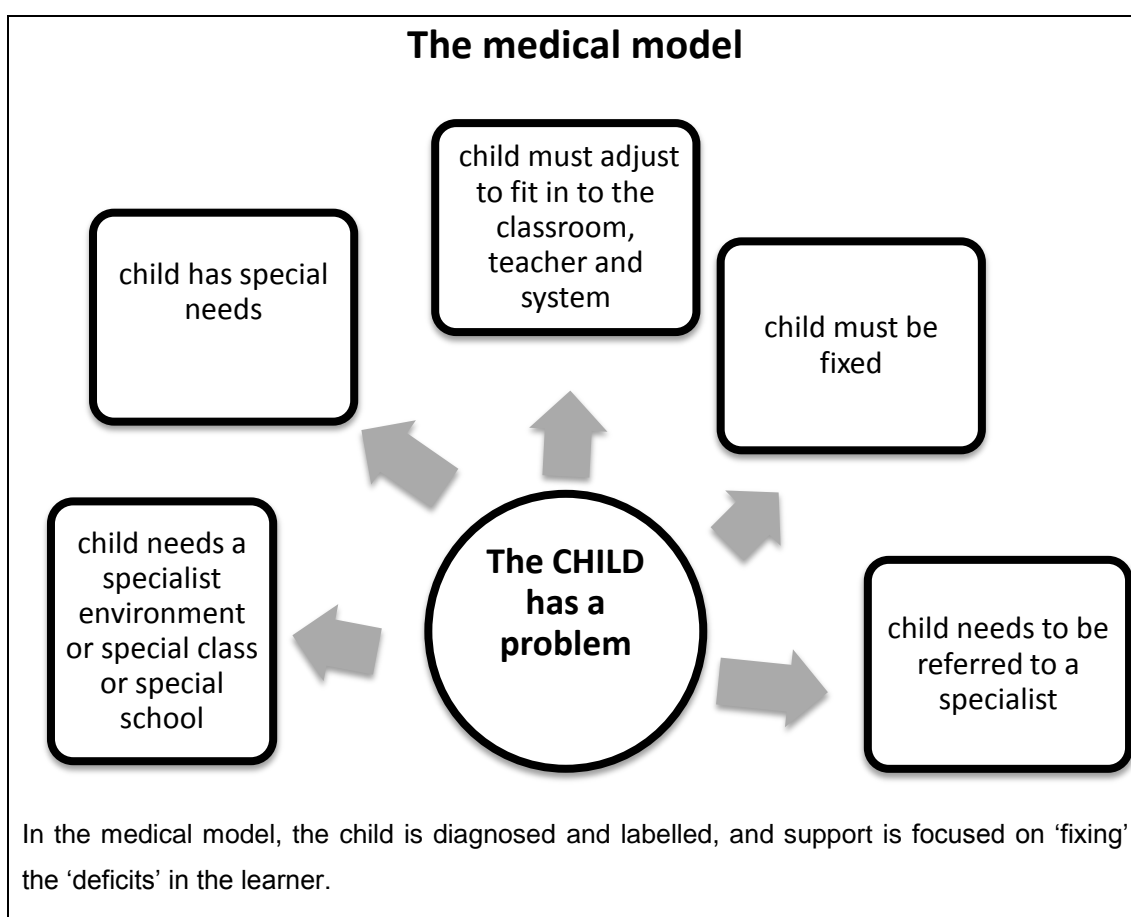 The medical model
child must adjust
to fit in to the
classroom,
teacher and
system
child has special
needs
child must be
fixed
child needs a
specialist
environment
or special class
or special
school
The CHILD
has a
problem
child needs to be
referred to a
specialist
In the medical model, the child is diagnosed and labelled, and support is focused on ‘fixing’
the ‘deficits’ in the learner.